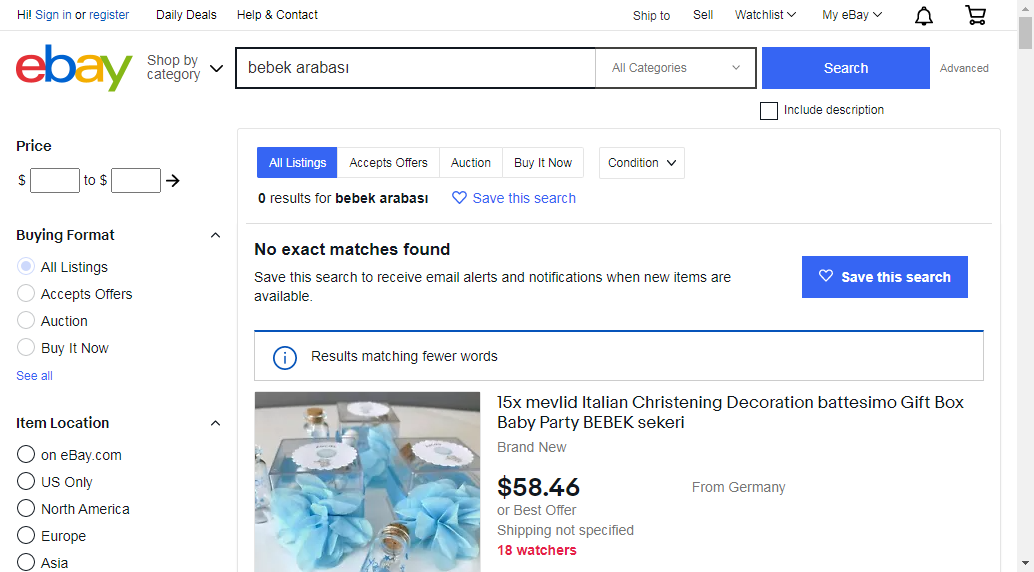 Hi! Sign in or register Daily Deals Help & Contact Ship to Sell Watchlist My eBay
ebay
Shop by
category
bebek arabası All Categories Search Advanced
Include description
Price
$ to $
Buying Format
All Listings
Accepts Offers
Auction
Buy It Now
See all
Item Location
on eBay.com
US Only
North America
Europe
Asia
All Listings Accepts Offers Auction Buy It Now Condition
0 results for bebek arabası Save this search
No exact matches found
Save this search to receive email alerts and notifications when new items are
available.
Save this search
Results matching fewer words
15x mevlid Italian Christening Decoration battesimo Gift Box
Baby Party BEBEK sekeri
Brand New
$58.46 From Germany
or Best Offer
Shipping not specified
18 watchers